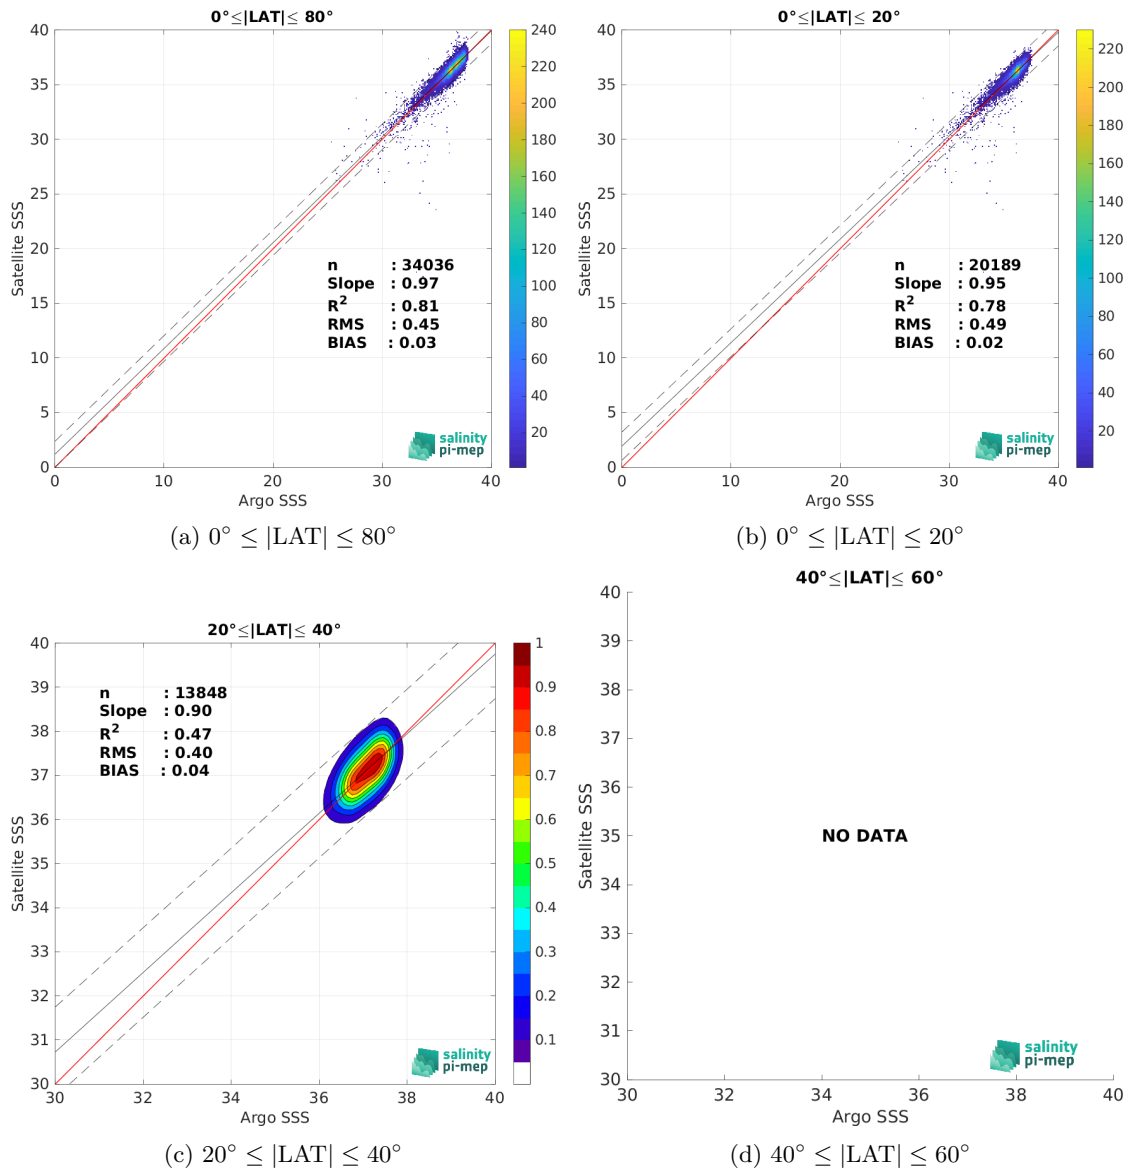 0°≤|LAT|≤ 80°
40
35
30
25
20
15
10
5
0
Satellite SSS
n : 34036
Slope : 0.97
R2 : 0.81
RMS : 0.45
BIAS : 0.03
salinity
pi-mep
0 10 20 30 40
Argo SSS
240
220
200
180
160
140
120
100
80
60
40
20
(a) 0° ≤ |LAT| ≤ 80°
0°≤|LAT|≤ 20°
40
35
30
25
20
15
10
5
0
Satellite SSS
n : 20189
Slope : 0.95
R2 : 0.78
RMS : 0.49
BIAS : 0.02
salinity
pi-mep
0 10 20 30 40
Argo SSS
220
200
180
160
140
120
100
80
60
40
20
(b) 0° ≤ |LAT| ≤ 20°
20°≤|LAT|≤ 40°
40
39
38
37
36
35
34
33
32
31
30
Satellite SSS
n : 13848
Slope : 0.90
R2 : 0.47
RMS : 0.40
BIAS : 0.04
salinity
pi-mep
30 32 34 36 38 40
Argo SSS
1
0.9
0.8
0.7
0.6
0.5
0.4
0.3
0.2
0.1
(c) 20° ≤ |LAT| ≤ 40°
40°≤|LAT|≤ 60°
40
39
38
37
36
35
34
33
32
31
30
Satellite SSS
NO DATA
salinity
pi-mep
30 32 34 36 38 40
Argo SSS
(d) 40° ≤ |LAT| ≤ 60°